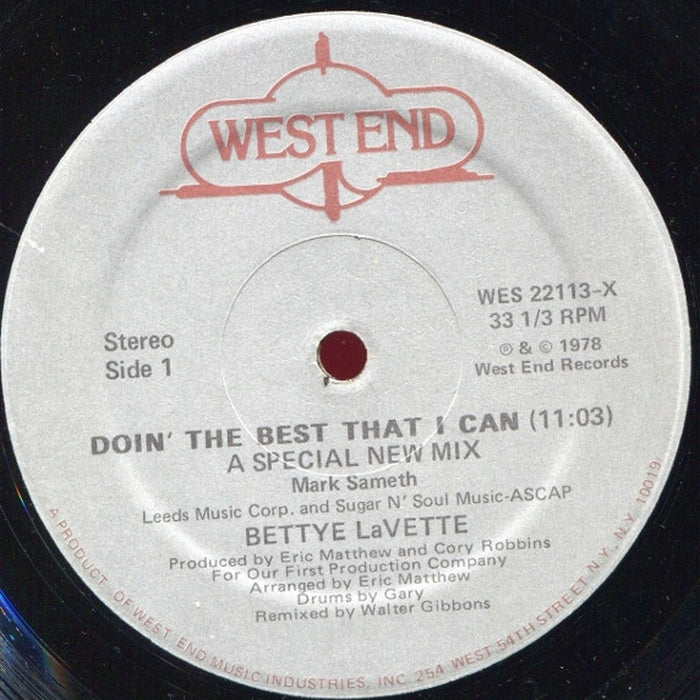 WEST END
WES 22113-X
33 1/3 RPM
℗ & © 1978
West End Records
Stereo
Side 1
DOIN' THE BEST THAT I CAN (11:03)
A SPECIAL NEW MIX
Mark Sameth
Leeds Music Corp. and Sugar N' Soul Music-ASCAP
BETTYE LaVETTE
Produced by Eric Matthew and Cory Robbins
For Our First Production Company
Arranged by Eric Matthew
Drums by Gary
Remixed by Walter Gibbons
A PRODUCT OF WEST END MUSIC INDUSTRIES, INC. 254 WEST 54TH STREET N.Y., N.Y. 10019